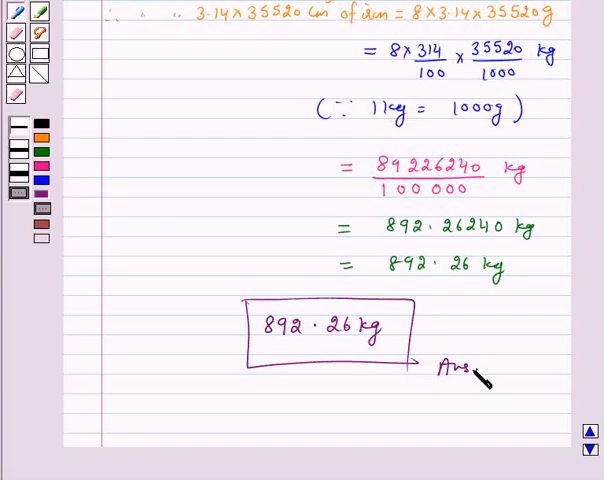 ∴ " " 3.14 × 35520 cm of iron = 8 × 3.14 × 35520 g
= 8 × 314/100 × 35520/1000 kg
(∵ 1 kg = 1000g)
= 89226240/100000 kg
= 892.26240 kg
= 892.26 kg
892.26 kg
Ans.